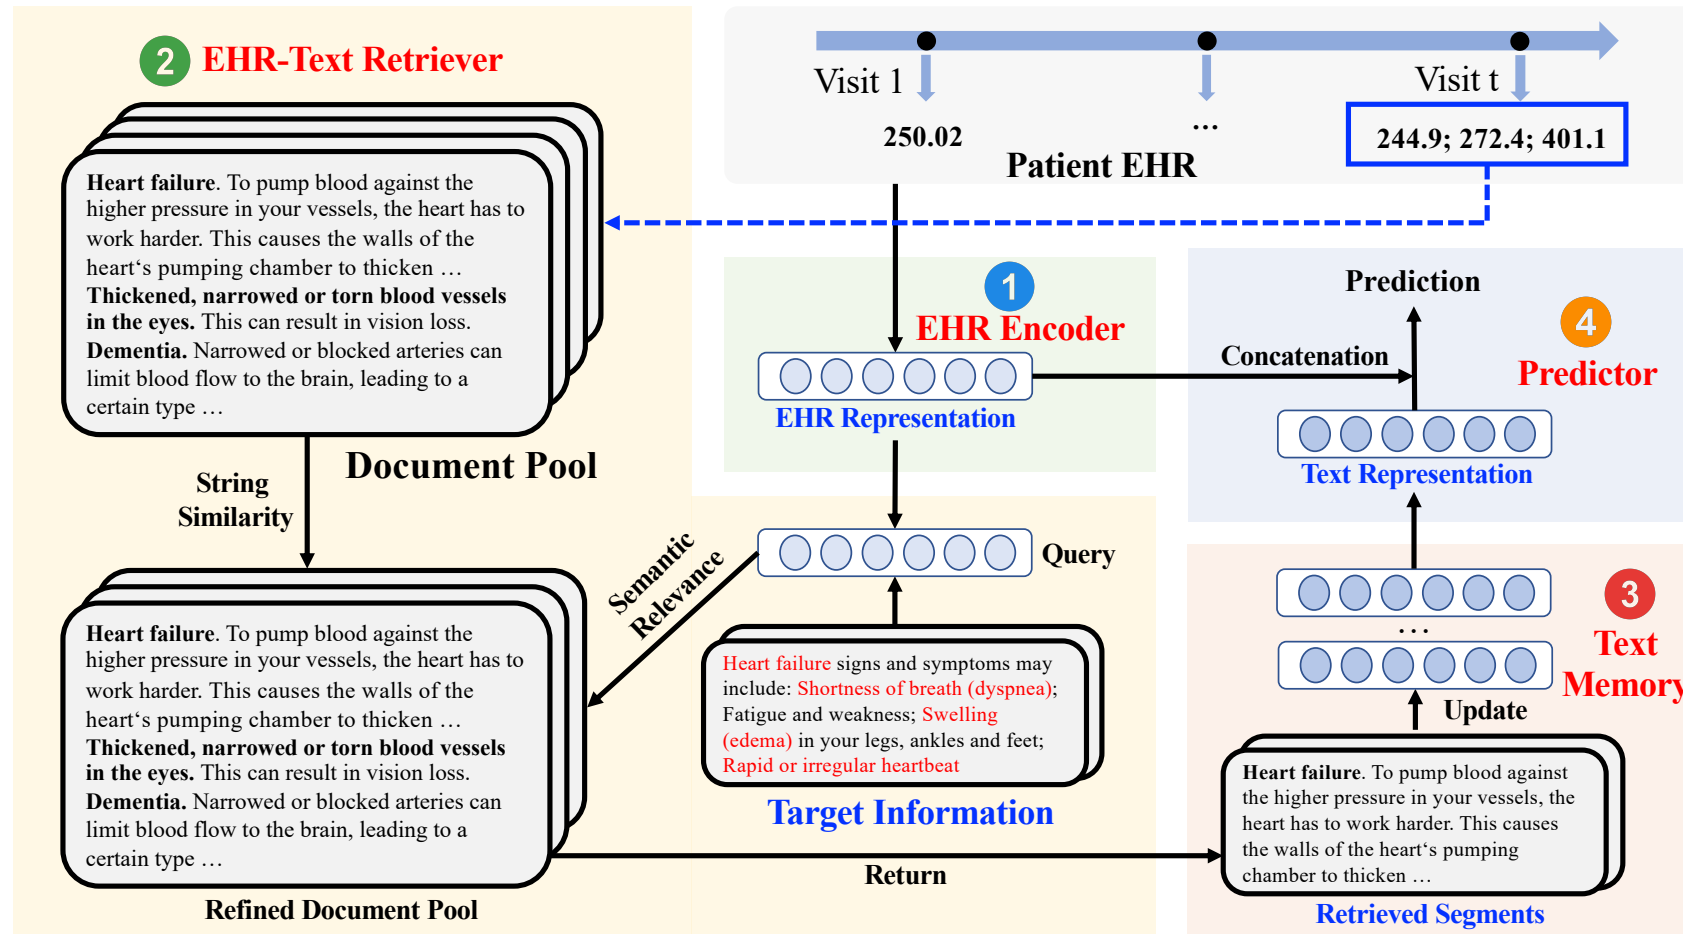 2 EHR-Text Retriever
Heart failure. To pump blood against the
higher pressure in your vessels, the heart has to
work harder. This causes the walls of the
heart‘s pumping chamber to thicken …
Thickened, narrowed or torn blood vessels
in the eyes. This can result in vision loss.
Dementia. Narrowed or blocked arteries can
limit blood flow to the brain, leading to a
certain type …
Document Pool
String
Similarity
Heart failure. To pump blood against the
higher pressure in your vessels, the heart has to
work harder. This causes the walls of the
heart‘s pumping chamber to thicken …
Thickened, narrowed or torn blood vessels
in the eyes. This can result in vision loss.
Dementia. Narrowed or blocked arteries can
limit blood flow to the brain, leading to a
certain type …
Refined Document Pool
Visit 1
Visit t
250.02
...
244.9; 272.4; 401.1
Patient EHR
1
EHR Encoder
EHR Representation
Query
Semantic
Relevance
Heart failure signs and symptoms may
include: Shortness of breath (dyspnea);
Fatigue and weakness; Swelling
(edema) in your legs, ankles and feet;
Rapid or irregular heartbeat
Target Information
Return
Prediction
4
Predictor
Concatenation
Text Representation
3
Text
Memory
...
Update
Heart failure. To pump blood against
the higher pressure in your vessels, the
heart has to work harder. This causes
the walls of the heart‘s pumping
chamber to thicken …
Retrieved Segments